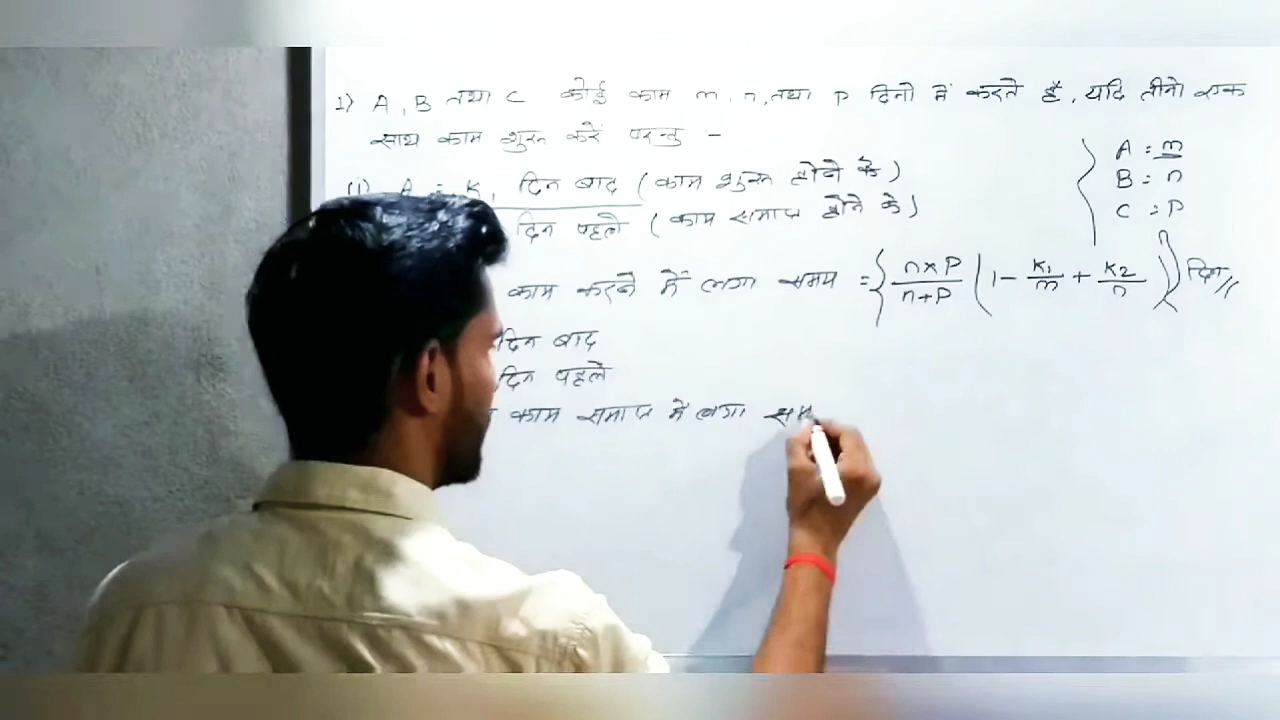 1) A, B तथा C कोई काम m, n, तथा P दिनो में करते हैं, यदि तीनो एक
साथ काम शुरू करें परन्तु -
A = m
B = n
C = P
(i) A = K₁ दिन बाद (काम शुरू होने के)
दिन पहले (काम समाप्त होने के)
काम करने में लगा समय = { n×P / n+P ( 1 - K₁/m + K₂/n ) } दिन //
दिन बाद
दिन पहले
काम समाप्त में लगा सम